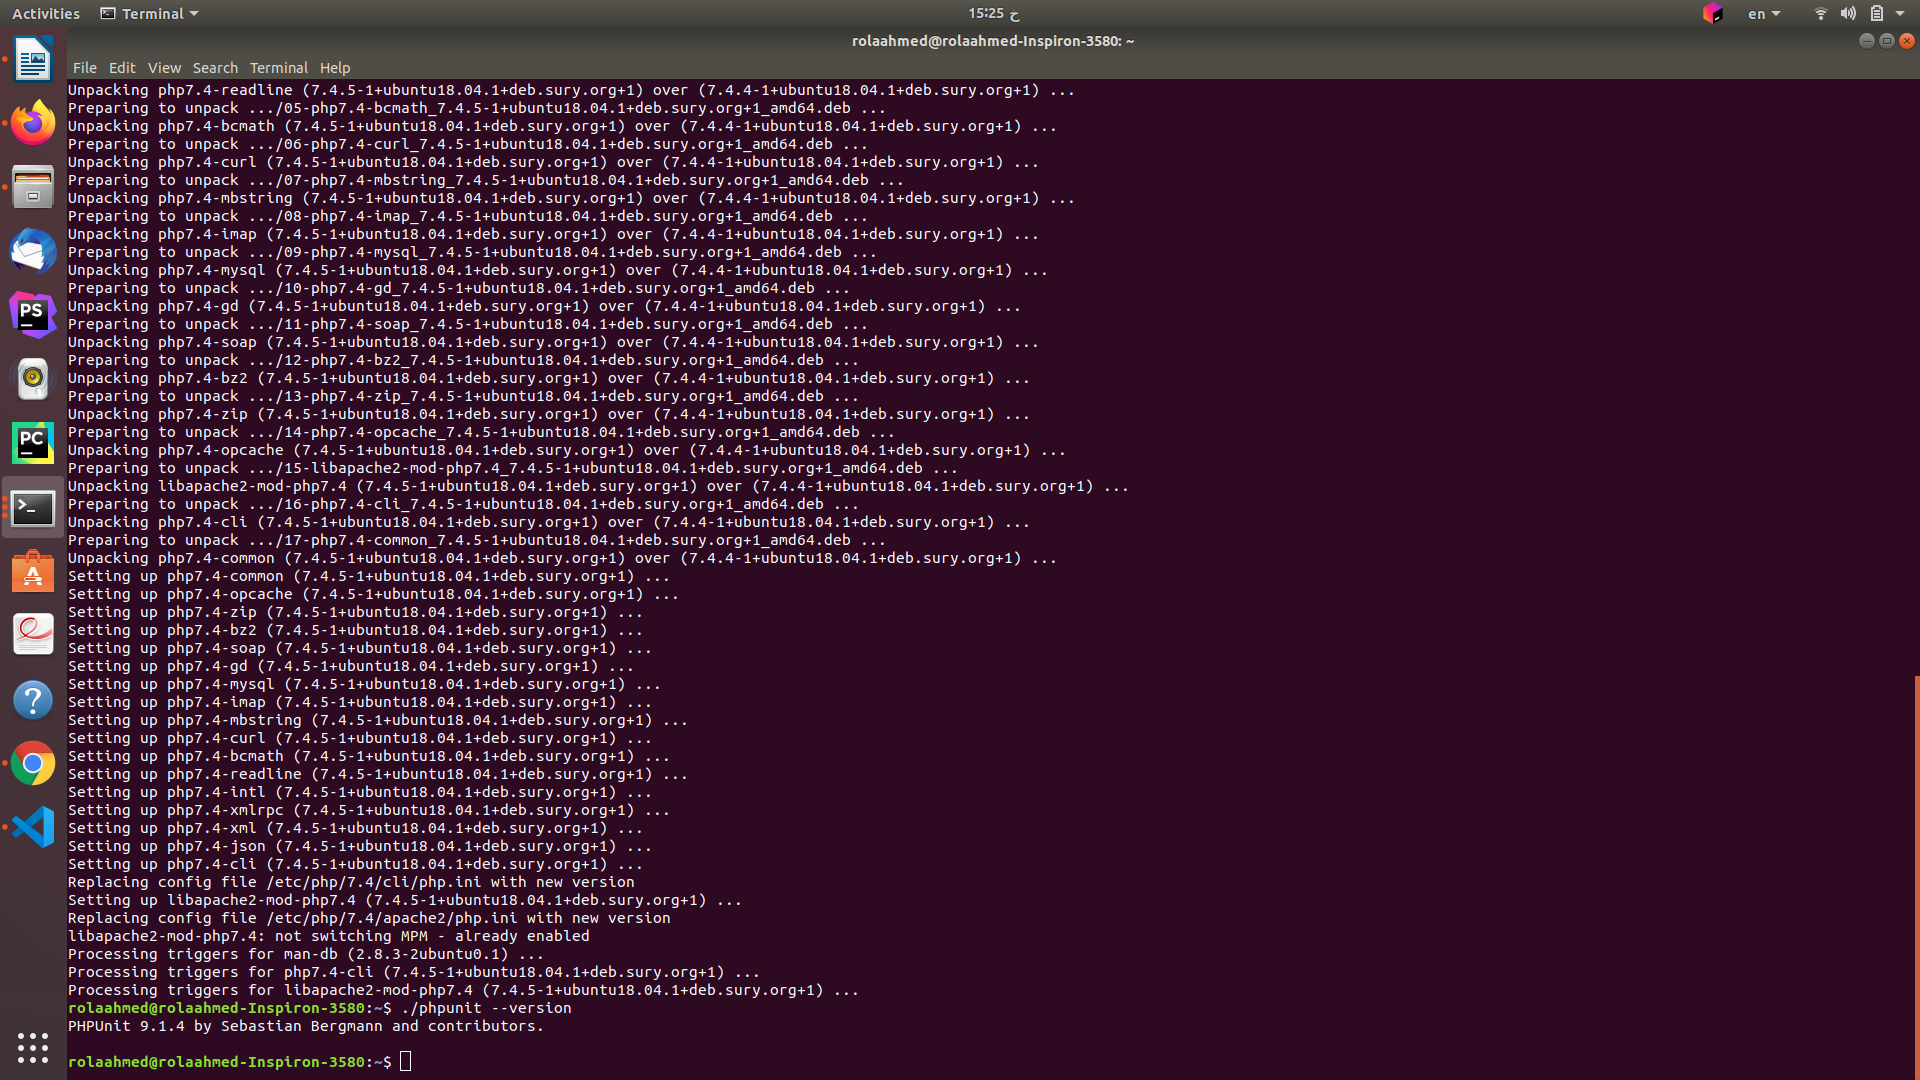 Activities
Terminal
15:25 خ
en
rolaahmed@rolaahmed-Inspiron-3580: ~
File Edit View Search Terminal Help
Unpacking php7.4-readline (7.4.5-1+ubuntu18.04.1+deb.sury.org+1) over (7.4.4-1+ubuntu18.04.1+deb.sury.org+1) ...
Preparing to unpack .../05-php7.4-bcmath_7.4.5-1+ubuntu18.04.1+deb.sury.org+1_amd64.deb ...
Unpacking php7.4-bcmath (7.4.5-1+ubuntu18.04.1+deb.sury.org+1) over (7.4.4-1+ubuntu18.04.1+deb.sury.org+1) ...
Preparing to unpack .../06-php7.4-curl_7.4.5-1+ubuntu18.04.1+deb.sury.org+1_amd64.deb ...
Unpacking php7.4-curl (7.4.5-1+ubuntu18.04.1+deb.sury.org+1) over (7.4.4-1+ubuntu18.04.1+deb.sury.org+1) ...
Preparing to unpack .../07-php7.4-mbstring_7.4.5-1+ubuntu18.04.1+deb.sury.org+1_amd64.deb ...
Unpacking php7.4-mbstring (7.4.5-1+ubuntu18.04.1+deb.sury.org+1) over (7.4.4-1+ubuntu18.04.1+deb.sury.org+1) ...
Preparing to unpack .../08-php7.4-imap_7.4.5-1+ubuntu18.04.1+deb.sury.org+1_amd64.deb ...
Unpacking php7.4-imap (7.4.5-1+ubuntu18.04.1+deb.sury.org+1) over (7.4.4-1+ubuntu18.04.1+deb.sury.org+1) ...
Preparing to unpack .../09-php7.4-mysql_7.4.5-1+ubuntu18.04.1+deb.sury.org+1_amd64.deb ...
Unpacking php7.4-mysql (7.4.5-1+ubuntu18.04.1+deb.sury.org+1) over (7.4.4-1+ubuntu18.04.1+deb.sury.org+1) ...
Preparing to unpack .../10-php7.4-gd_7.4.5-1+ubuntu18.04.1+deb.sury.org+1_amd64.deb ...
Unpacking php7.4-gd (7.4.5-1+ubuntu18.04.1+deb.sury.org+1) over (7.4.4-1+ubuntu18.04.1+deb.sury.org+1) ...
Preparing to unpack .../11-php7.4-soap_7.4.5-1+ubuntu18.04.1+deb.sury.org+1_amd64.deb ...
Unpacking php7.4-soap (7.4.5-1+ubuntu18.04.1+deb.sury.org+1) over (7.4.4-1+ubuntu18.04.1+deb.sury.org+1) ...
Preparing to unpack .../12-php7.4-bz2_7.4.5-1+ubuntu18.04.1+deb.sury.org+1_amd64.deb ...
Unpacking php7.4-bz2 (7.4.5-1+ubuntu18.04.1+deb.sury.org+1) over (7.4.4-1+ubuntu18.04.1+deb.sury.org+1) ...
Preparing to unpack .../13-php7.4-zip_7.4.5-1+ubuntu18.04.1+deb.sury.org+1_amd64.deb ...
Unpacking php7.4-zip (7.4.5-1+ubuntu18.04.1+deb.sury.org+1) over (7.4.4-1+ubuntu18.04.1+deb.sury.org+1) ...
Preparing to unpack .../14-php7.4-opcache_7.4.5-1+ubuntu18.04.1+deb.sury.org+1_amd64.deb ...
Unpacking php7.4-opcache (7.4.5-1+ubuntu18.04.1+deb.sury.org+1) over (7.4.4-1+ubuntu18.04.1+deb.sury.org+1) ...
Preparing to unpack .../15-libapache2-mod-php7.4_7.4.5-1+ubuntu18.04.1+deb.sury.org+1_amd64.deb ...
Unpacking libapache2-mod-php7.4 (7.4.5-1+ubuntu18.04.1+deb.sury.org+1) over (7.4.4-1+ubuntu18.04.1+deb.sury.org+1) ...
Preparing to unpack .../16-php7.4-cli_7.4.5-1+ubuntu18.04.1+deb.sury.org+1_amd64.deb ...
Unpacking php7.4-cli (7.4.5-1+ubuntu18.04.1+deb.sury.org+1) over (7.4.4-1+ubuntu18.04.1+deb.sury.org+1) ...
Preparing to unpack .../17-php7.4-common_7.4.5-1+ubuntu18.04.1+deb.sury.org+1_amd64.deb ...
Unpacking php7.4-common (7.4.5-1+ubuntu18.04.1+deb.sury.org+1) over (7.4.4-1+ubuntu18.04.1+deb.sury.org+1) ...
Setting up php7.4-common (7.4.5-1+ubuntu18.04.1+deb.sury.org+1) ...
Setting up php7.4-opcache (7.4.5-1+ubuntu18.04.1+deb.sury.org+1) ...
Setting up php7.4-zip (7.4.5-1+ubuntu18.04.1+deb.sury.org+1) ...
Setting up php7.4-bz2 (7.4.5-1+ubuntu18.04.1+deb.sury.org+1) ...
Setting up php7.4-soap (7.4.5-1+ubuntu18.04.1+deb.sury.org+1) ...
Setting up php7.4-gd (7.4.5-1+ubuntu18.04.1+deb.sury.org+1) ...
Setting up php7.4-mysql (7.4.5-1+ubuntu18.04.1+deb.sury.org+1) ...
Setting up php7.4-imap (7.4.5-1+ubuntu18.04.1+deb.sury.org+1) ...
Setting up php7.4-mbstring (7.4.5-1+ubuntu18.04.1+deb.sury.org+1) ...
Setting up php7.4-curl (7.4.5-1+ubuntu18.04.1+deb.sury.org+1) ...
Setting up php7.4-bcmath (7.4.5-1+ubuntu18.04.1+deb.sury.org+1) ...
Setting up php7.4-readline (7.4.5-1+ubuntu18.04.1+deb.sury.org+1) ...
Setting up php7.4-intl (7.4.5-1+ubuntu18.04.1+deb.sury.org+1) ...
Setting up php7.4-xmlrpc (7.4.5-1+ubuntu18.04.1+deb.sury.org+1) ...
Setting up php7.4-xml (7.4.5-1+ubuntu18.04.1+deb.sury.org+1) ...
Setting up php7.4-json (7.4.5-1+ubuntu18.04.1+deb.sury.org+1) ...
Setting up php7.4-cli (7.4.5-1+ubuntu18.04.1+deb.sury.org+1) ...
Replacing config file /etc/php/7.4/cli/php.ini with new version
Setting up libapache2-mod-php7.4 (7.4.5-1+ubuntu18.04.1+deb.sury.org+1) ...
Replacing config file /etc/php/7.4/apache2/php.ini with new version
libapache2-mod-php7.4: not switching MPM - already enabled
Processing triggers for man-db (2.8.3-2ubuntu0.1) ...
Processing triggers for php7.4-cli (7.4.5-1+ubuntu18.04.1+deb.sury.org+1) ...
Processing triggers for libapache2-mod-php7.4 (7.4.5-1+ubuntu18.04.1+deb.sury.org+1) ...
rolaahmed@rolaahmed-Inspiron-3580:~$ ./phpunit --version
PHPUnit 9.1.4 by Sebastian Bergmann and contributors.
rolaahmed@rolaahmed-Inspiron-3580:~$
PS
PC